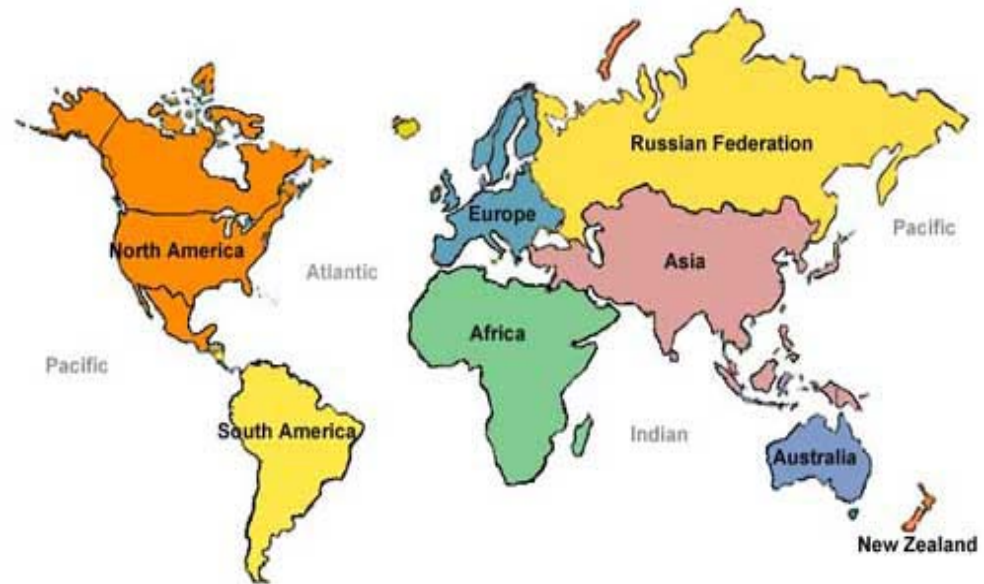 Russian Federation
Europe
Pacific
North America
Asia
Atlantic
Africa
Pacific
South America
Indian
Australia
New Zealand